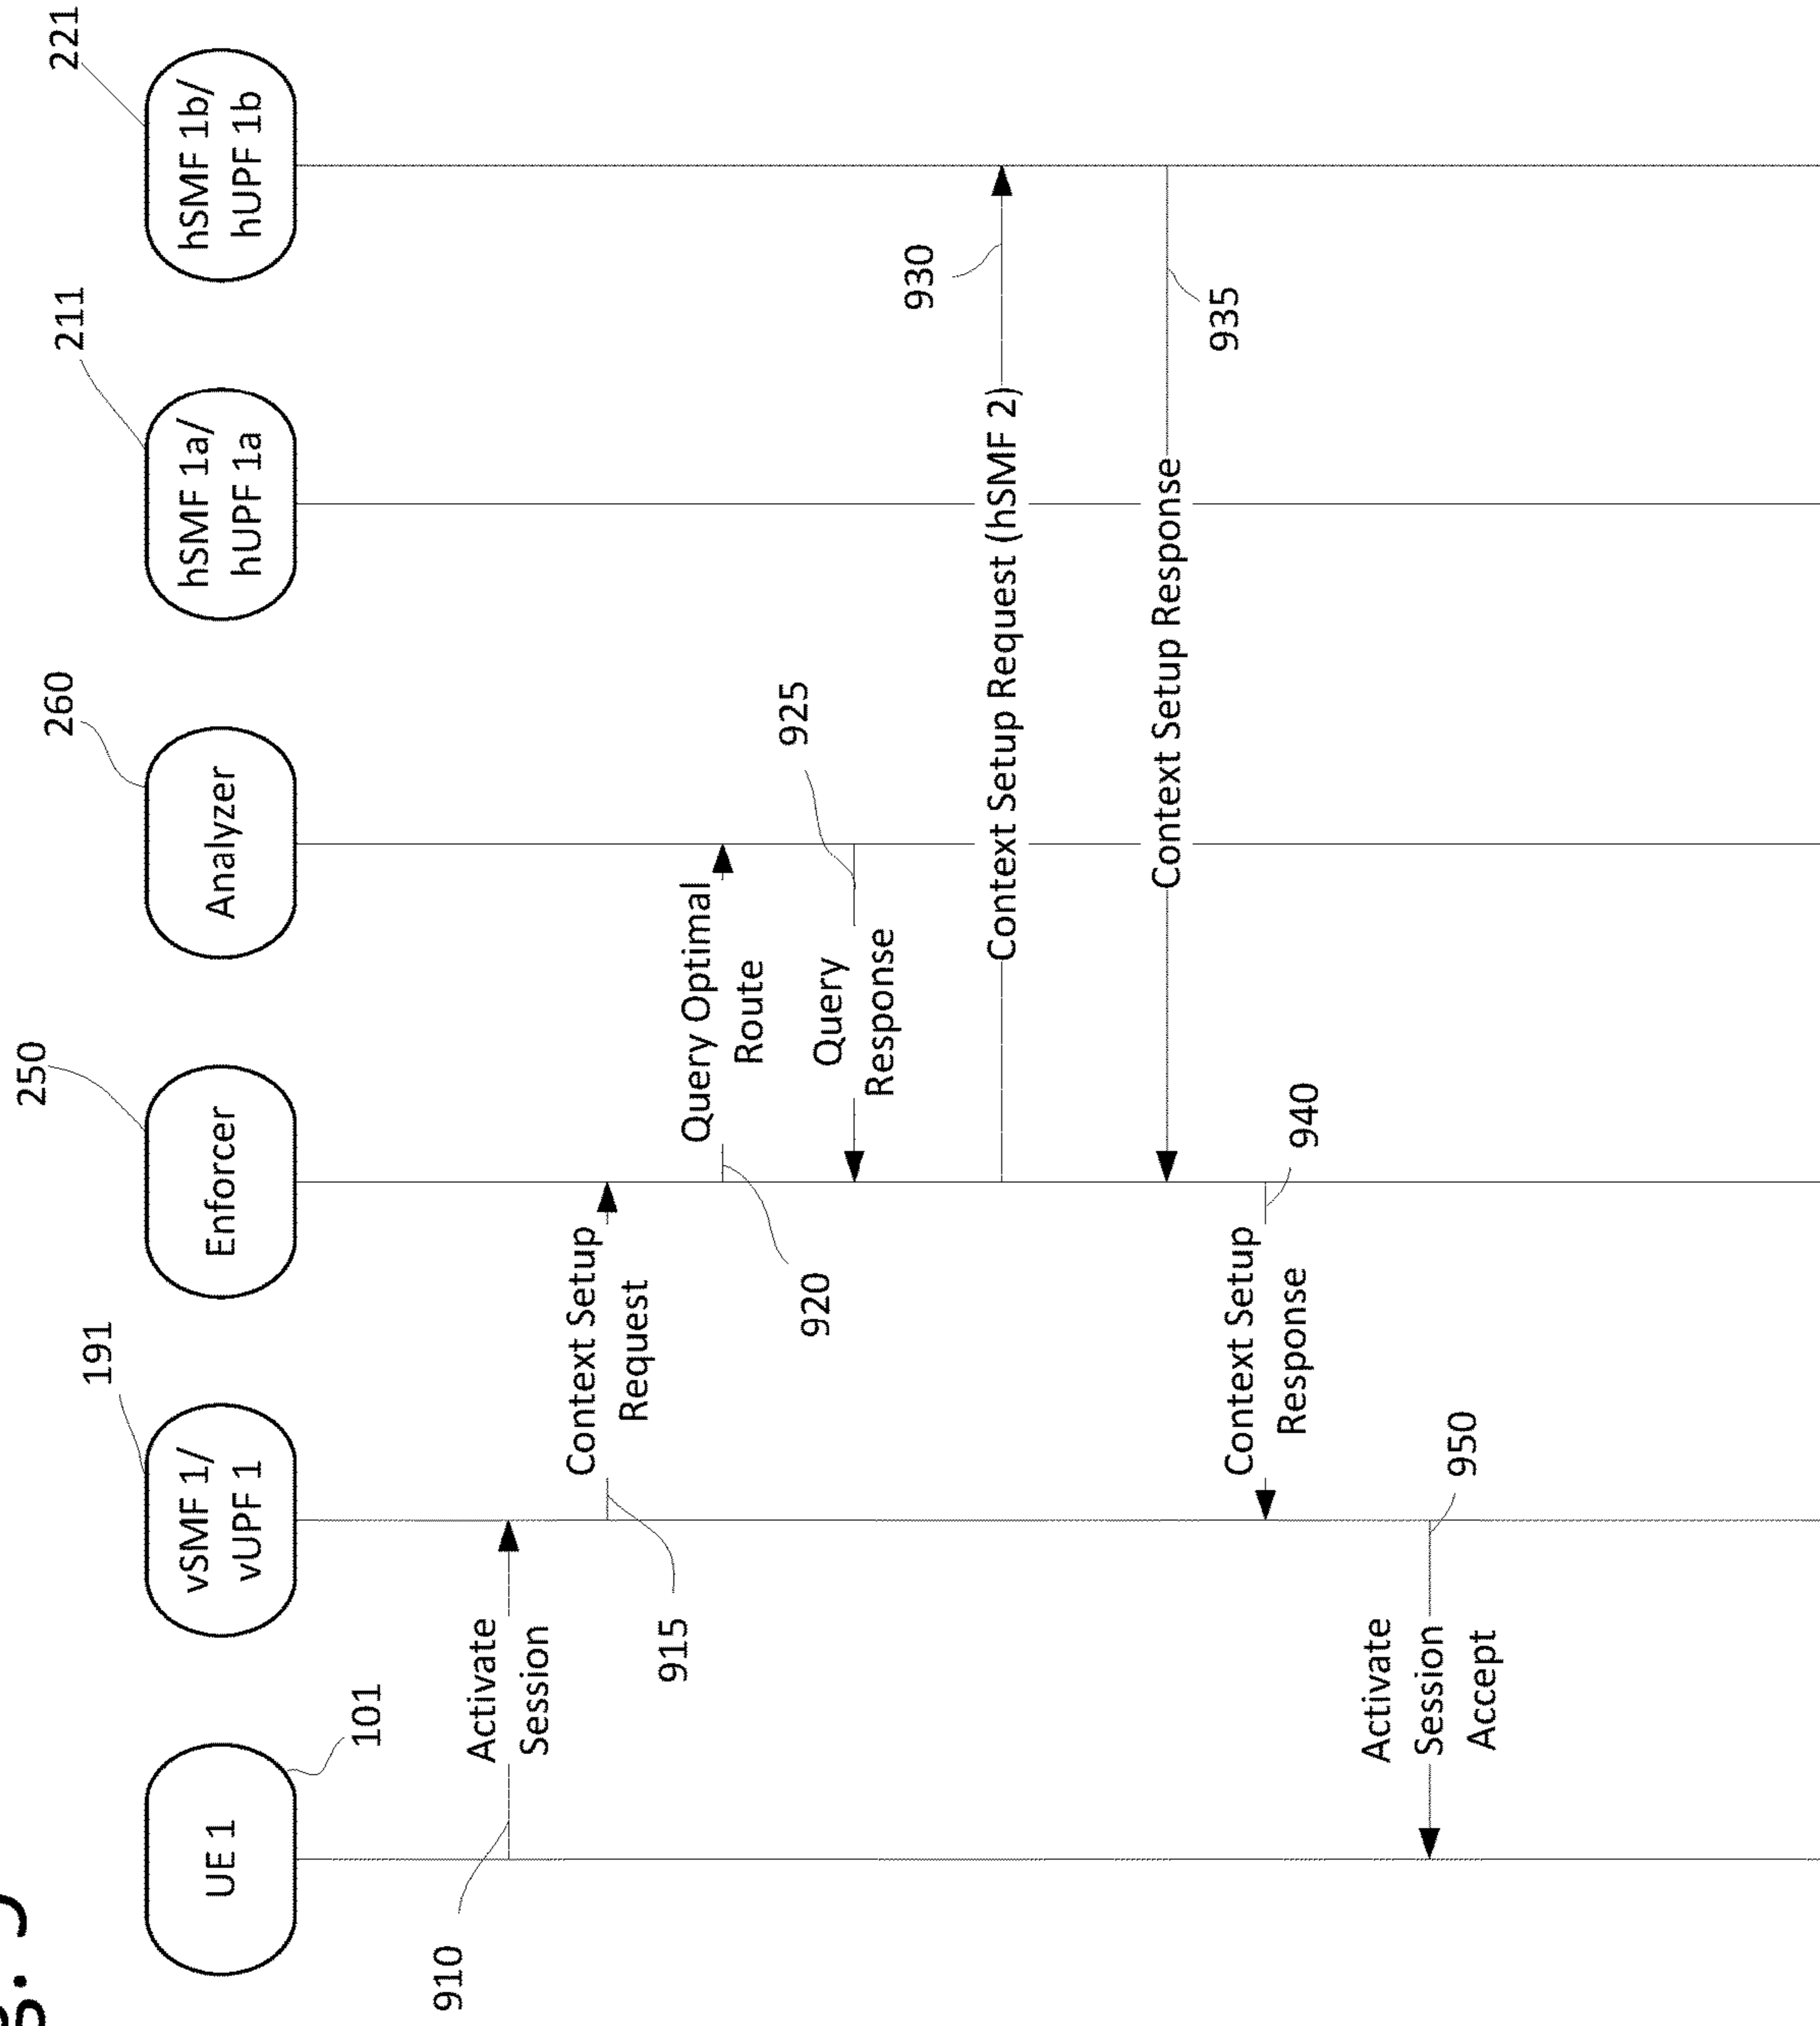 UE 1
101
vSMF 1/
vUPF 1
191
Enforcer
250
Analyzer
260
hSMF 1a/
hUPF 1a
211
hSMF 1b/
hUPF 1b
221
910
Activate
Session
915
Context Setup
Request
920
Query Optimal
Route
925
Query
Response
930
Context Setup Request (hSMF 2)
935
Context Setup Response
940
Context Setup
Response
950
Activate
Session
Accept